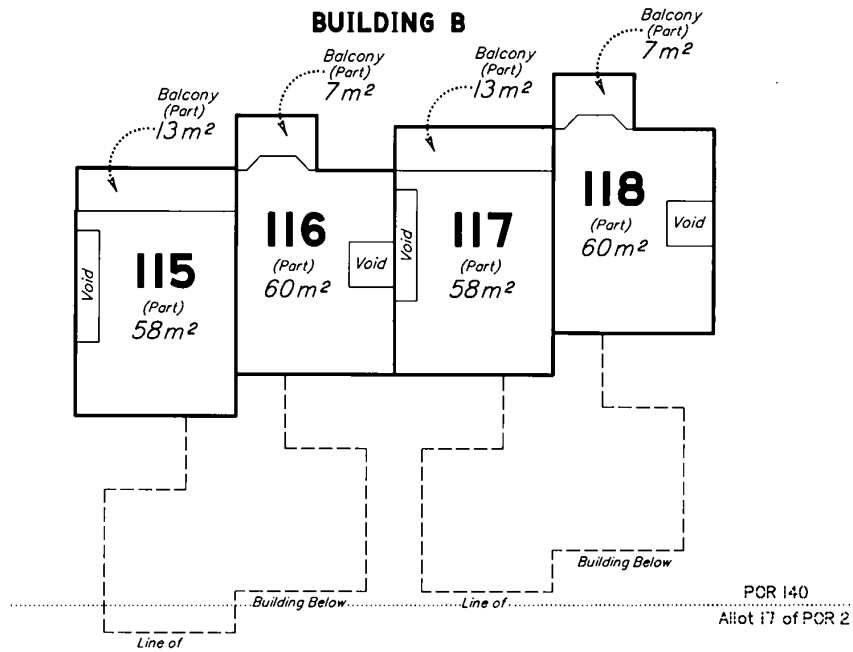 BUILDING B
Balcony
(Part)
13m²
Balcony
(Part)
7m²
Balcony
(Part)
13m²
Balcony
(Part)
7m²
115
(Part)
58m²
Void
116
(Part)
60m²
Void
117
(Part)
58m²
Void
118
(Part)
60m²
Void
Building Below
Line of
Building Below
Line of
POR 140
Allot 17 of POR 2